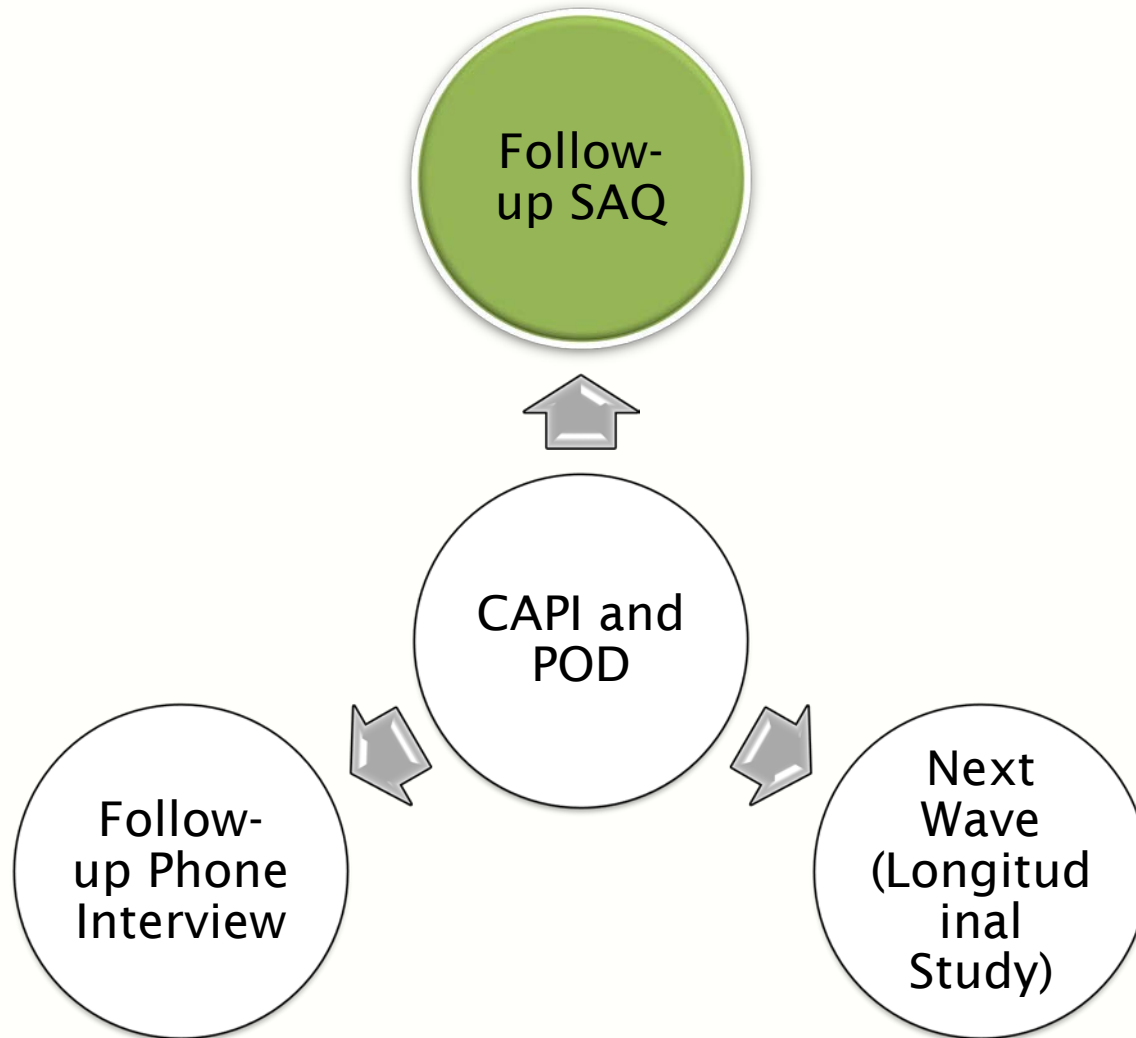 Follow-
up SAQ
CAPI and
POD
Follow-
up Phone
Interview
Next
Wave
(Longitud
inal
Study)